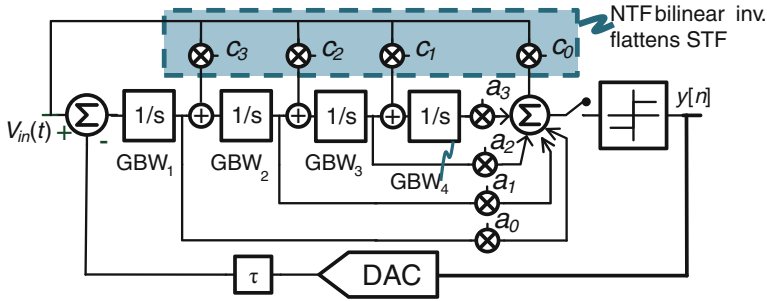 NTF bilinear inv.
flattens STF
c3 c2 c1 c0
Vin(t) + Σ - 1/s + 1/s + 1/s + 1/s a3 Σ y[n]
GBW1 GBW2 GBW3 GBW4
a2
a1
a0
τ DAC